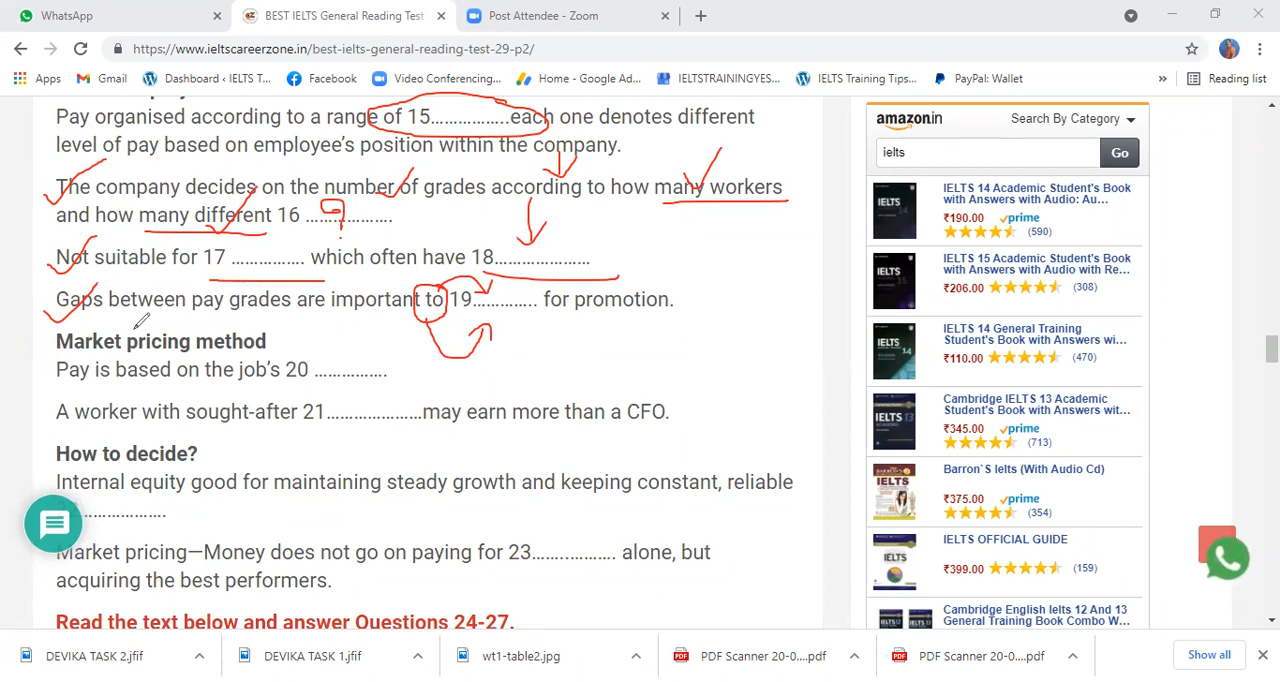 WhatsApp
BEST IELTS General Reading Test
Post Attendee - Zoom
https://www.ieltscareerzone.in/best-ielts-general-reading-test-29-p2/
Apps
Gmail
Dashboard ‹ IELTS T...
Facebook
Video Conferencing...
Home - Google Ad...
IELTSTRAININGYES...
IELTS Training Tips...
PayPal: Wallet
»
Reading list
Pay organised according to a range of 15……………..each one denotes different
level of pay based on employee's position within the company.
The company decides on the number of grades according to how many workers
and how many different 16 ………………. ?
Not suitable for 17 ……………. which often have 18…………………
Gaps between pay grades are important to 19………….. for promotion.
Market pricing method
Pay is based on the job's 20 …………….
A worker with sought-after 21…………………may earn more than a CFO.
How to decide?
Internal equity good for maintaining steady growth and keeping constant, reliable
…………….
Market pricing—Money does not go on paying for 23……..………. alone, but
acquiring the best performers.
Read the text below and answer Questions 24-27.
amazon.in
Search By Category
ielts
Go
IELTS 14 Academic Student's Book With Answers With Audio: Au...
₹190.00 prime
(590)
IELTS 15 Academic Student's Book with Answers with Audio with Re...
₹206.00 prime
(308)
IELTS 14 General Training Student's Book with Answers wi...
₹110.00
(470)
Cambridge IELTS 13 Academic Student's Book with Answers wit...
₹345.00 prime
(713)
Barron`S Ielts (With Audio Cd)
₹375.00 prime
(354)
IELTS OFFICIAL GUIDE
₹399.00
(159)
Cambridge English Ielts 12 And 13 General Training Book Combo W...
DEVIKA TASK 2.jfif
DEVIKA TASK 1.jfif
wt1-table2.jpg
PDF Scanner 20-0....pdf
PDF Scanner 20-0....pdf
Show all